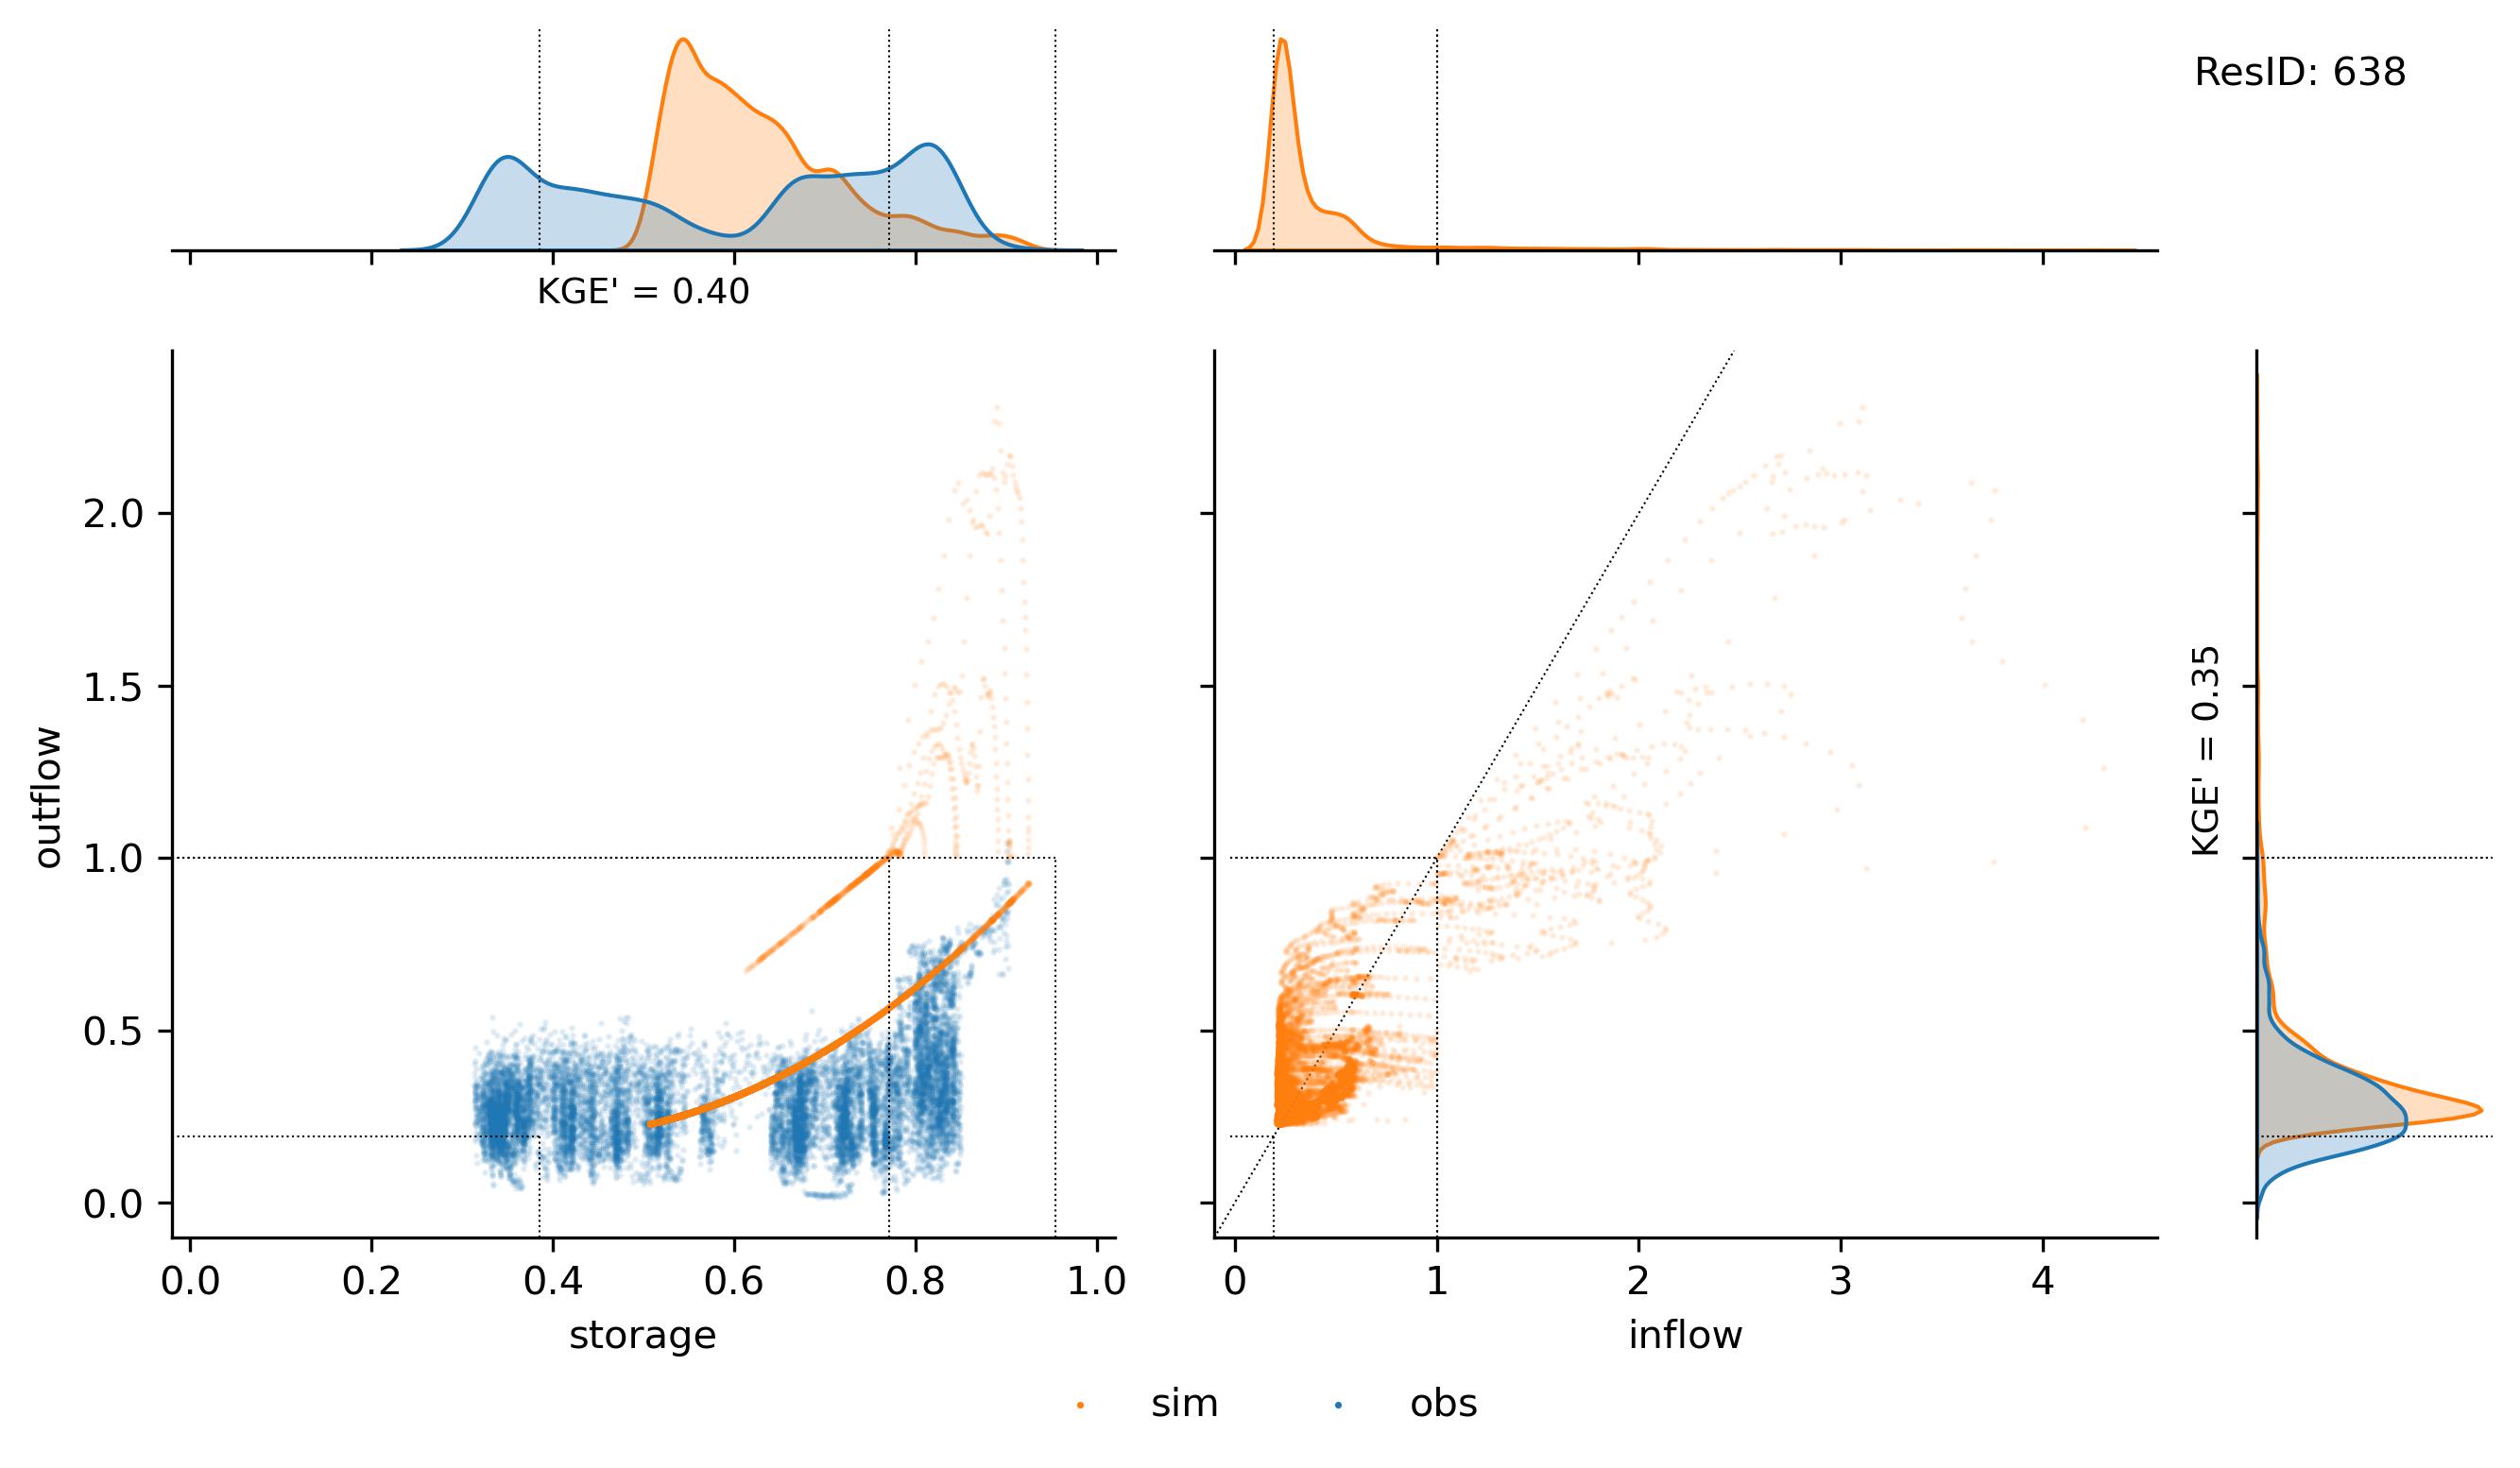 ResID: 638
KGE' = 0.40
outflow
2.0
1.5
1.0
0.5
0.0
0.0 0.2 0.4 0.6 0.8 1.0
storage
0 1 2 3 4
inflow
KGE' = 0.35
sim obs